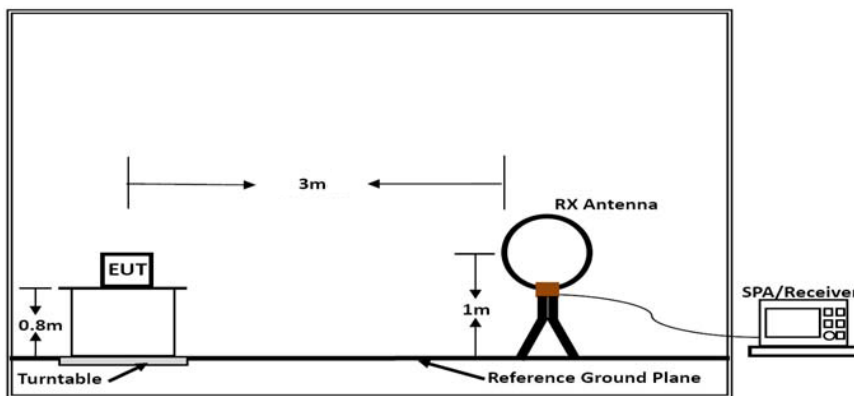 3m
RX Antenna
EUT
SPA/Receiver
0.8m
1m
Turntable
Reference Ground Plane